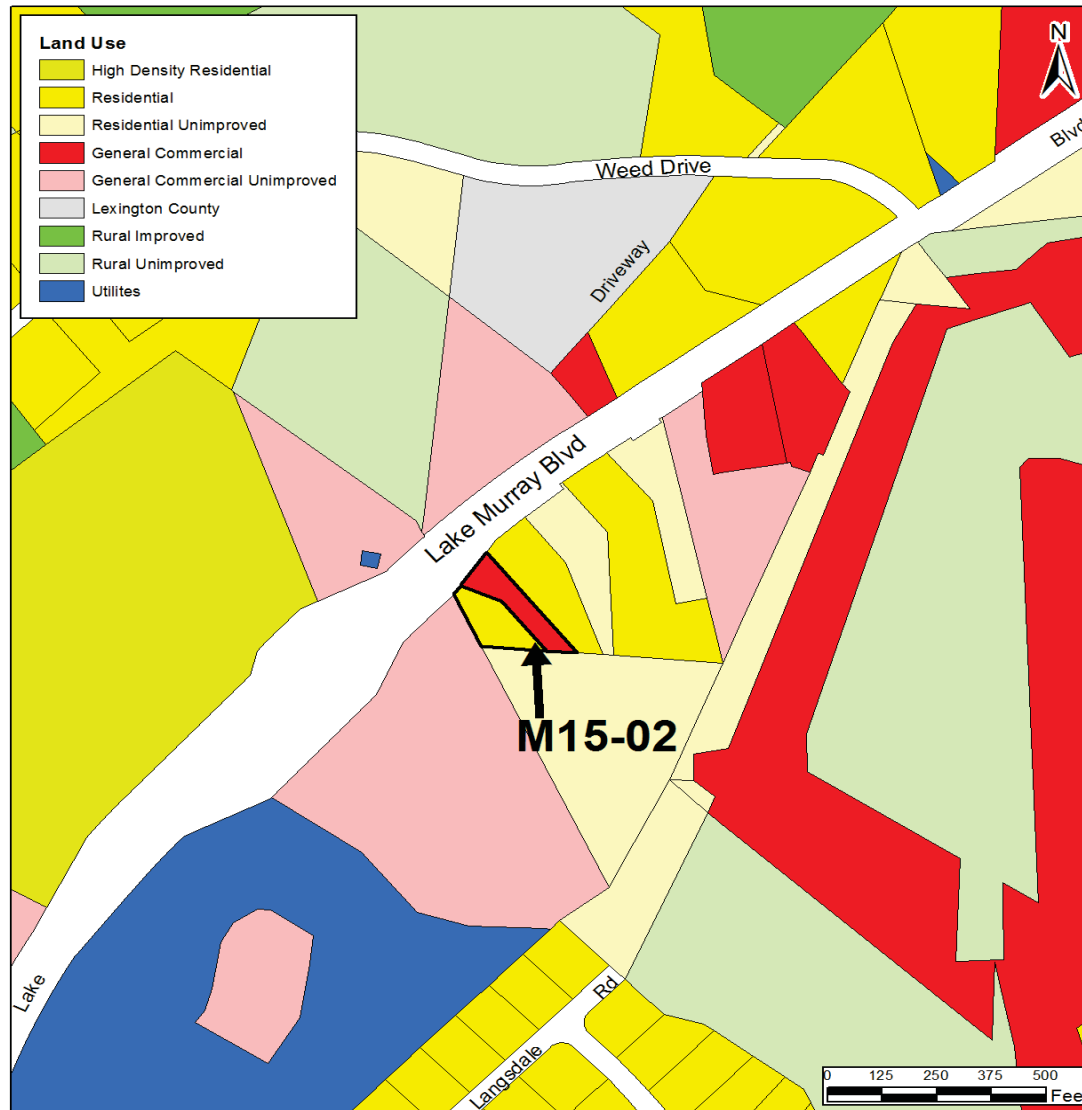 Land Use
High Density Residential
Residential
Residential Unimproved
General Commercial
General Commercial Unimproved
Lexington County
Rural Improved
Rural Unimproved
Utilites
N
Blvd
Weed Drive
Driveway
Lake Murray Blvd
M15-02
Lake
Rd
Langsdale
0 125 250 375 500
Fee